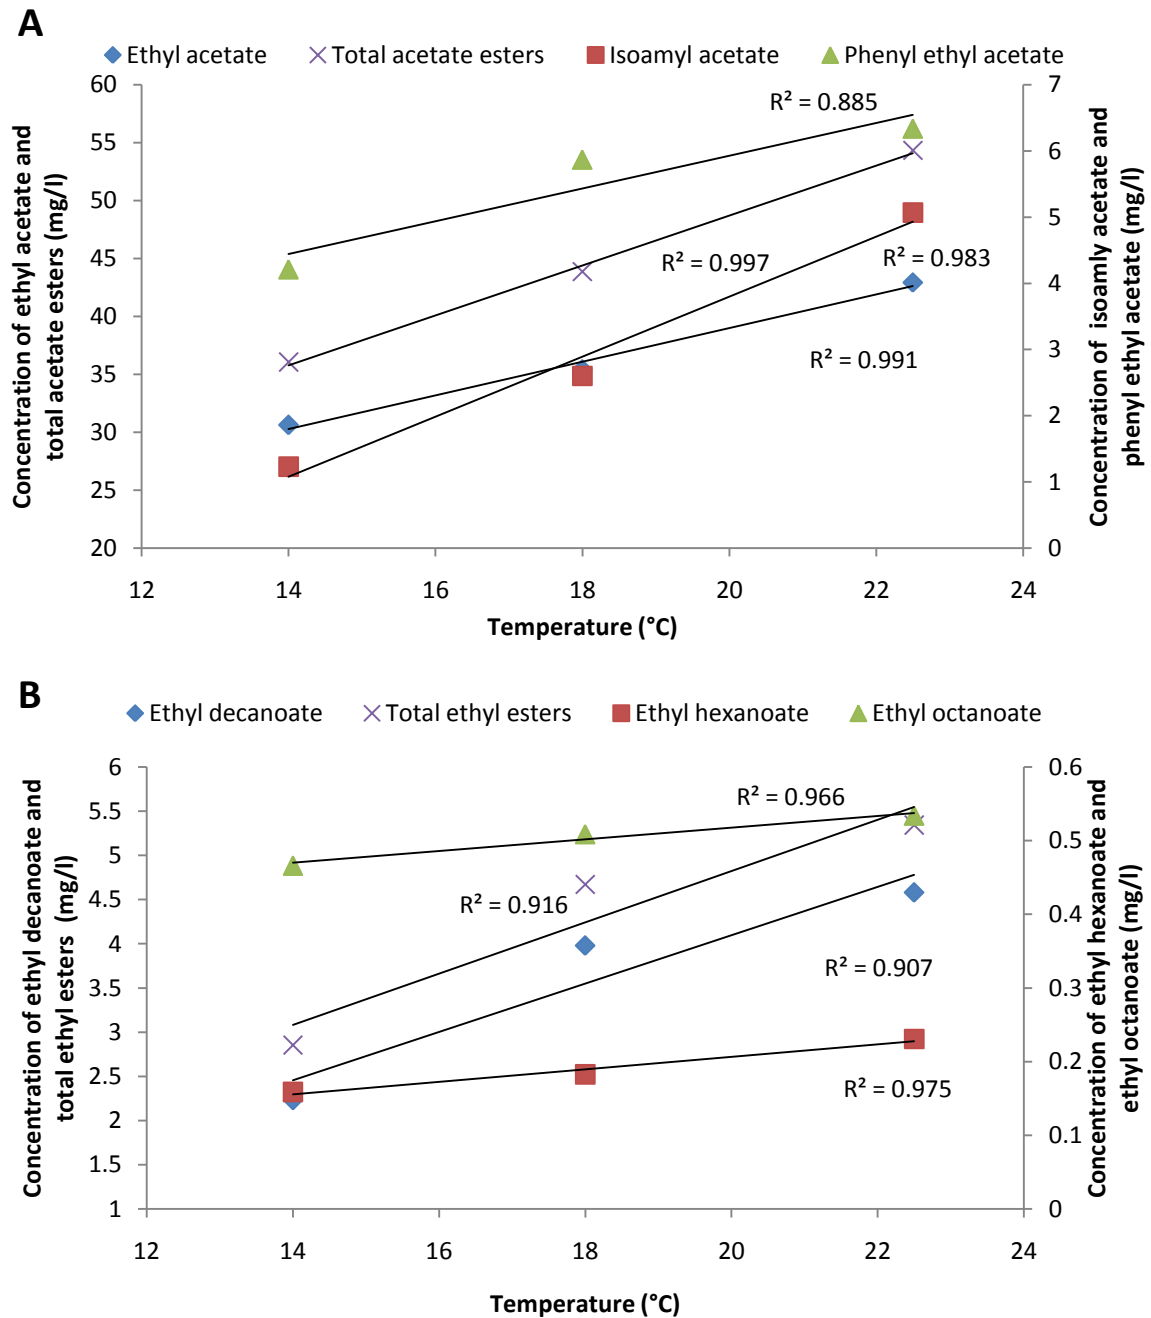 A
Ethyl acetate Total acetate esters Isoamyl acetate Phenyl ethyl acetate
Concentration of ethyl acetate and
total acetate esters (mg/l)
60
55
50
45
40
35
30
25
20
R² = 0.885
R² = 0.997
R² = 0.983
R² = 0.991
7
6
5
4
3
2
1
0
Concentration of isoamly acetate and
phenyl ethyl acetate (mg/l)
12 14 16 18 20 22 24
Temperature (°C)
B
Ethyl decanoate Total ethyl esters Ethyl hexanoate Ethyl octanoate
Concentration of ethyl decanoate and
total ethyl esters (mg/l)
6
5.5
5
4.5
4
3.5
3
2.5
2
1.5
1
R² = 0.966
R² = 0.916
R² = 0.907
R² = 0.975
0.6
0.5
0.4
0.3
0.2
0.1
0
Concentration of ethyl hexanoate and
ethyl octanoate (mg/l)
12 14 16 18 20 22 24
Temperature (°C)